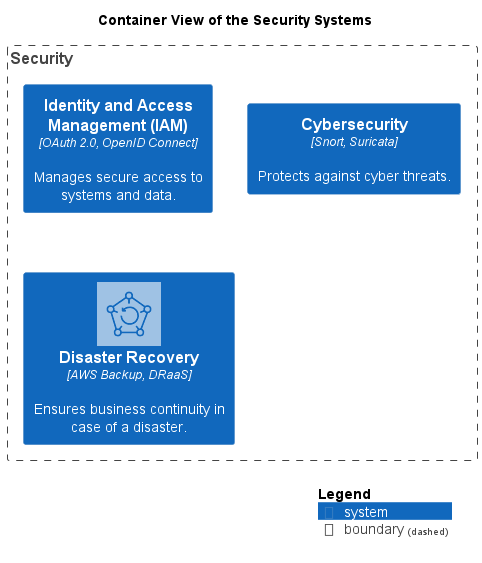 Container View of the Security Systems
Security
Identity and Access
Management (IAM)
[OAuth 2.0, OpenID Connect]
Manages secure access to
systems and data.
Cybersecurity
[Snort, Suricata]
Protects against cyber threats.
Disaster Recovery
[AWS Backup, DRaaS]
Ensures business continuity in
case of a disaster.
Legend
system
boundary (dashed)